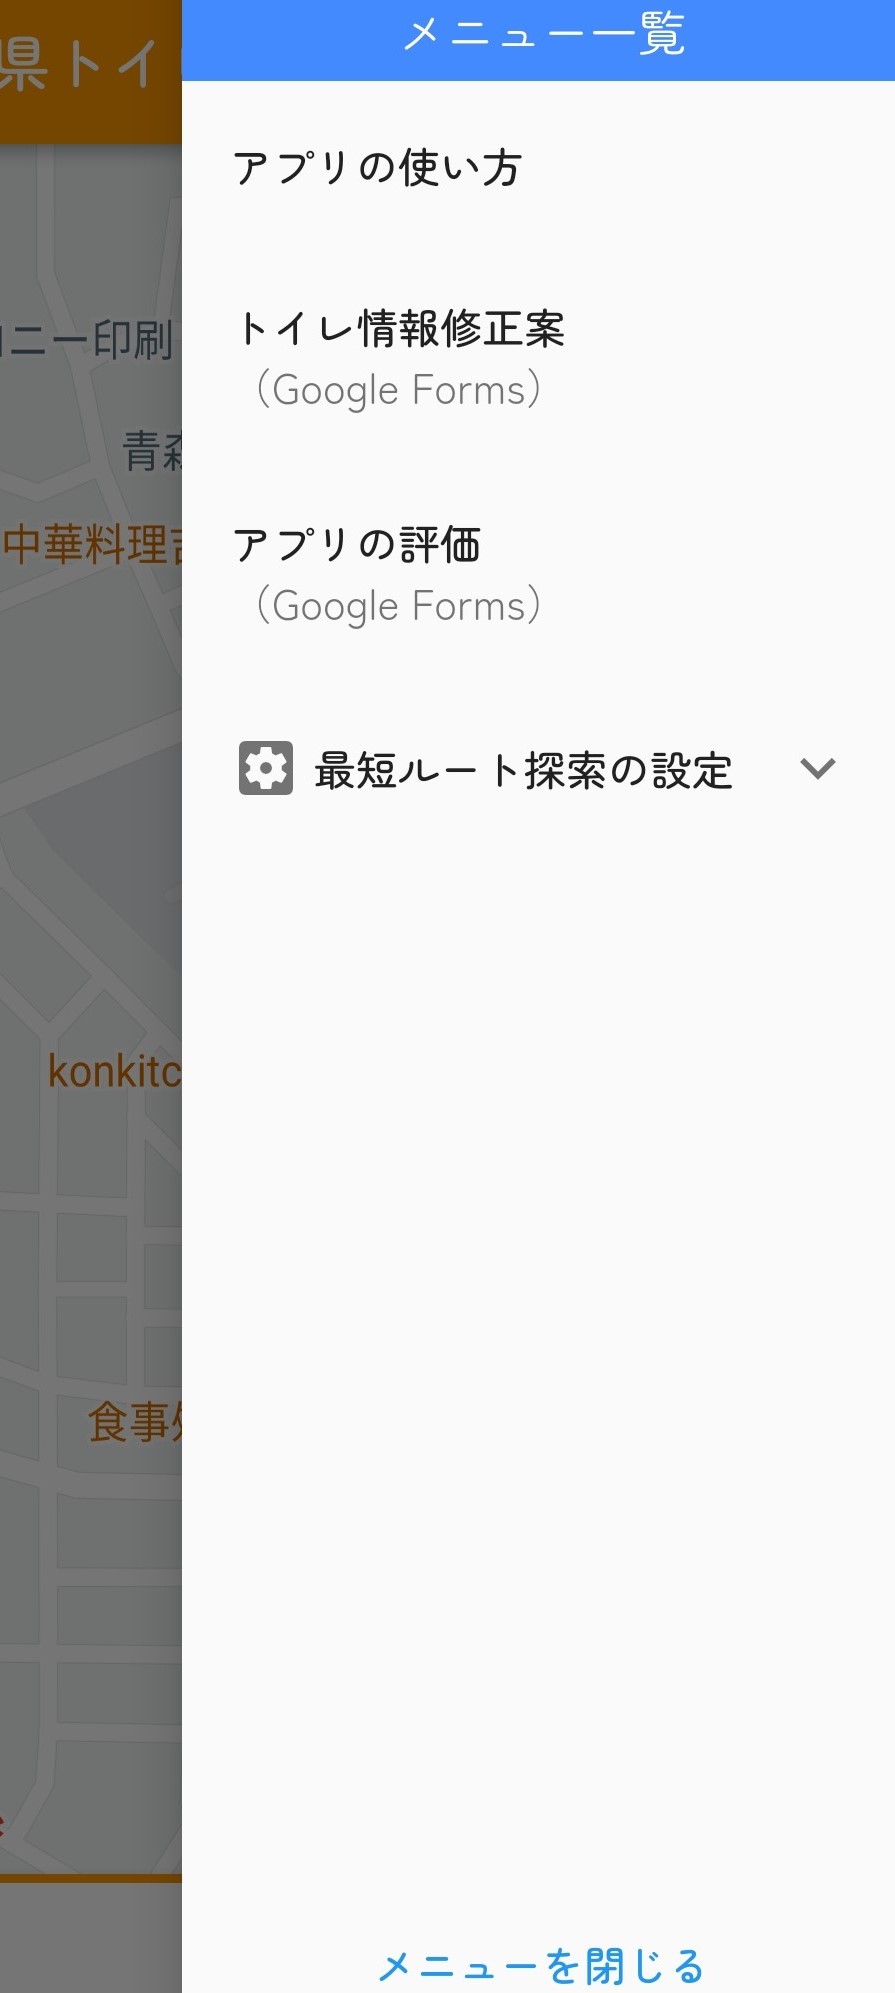 メニュー一覧
県トイ
アプリの使い方
トイレ情報修正案
（Google Forms）
ニー印刷
青森
中華料理
アプリの評価
（Google Forms）
最短ルート探索の設定
konkitc
食事
メニューを閉じる